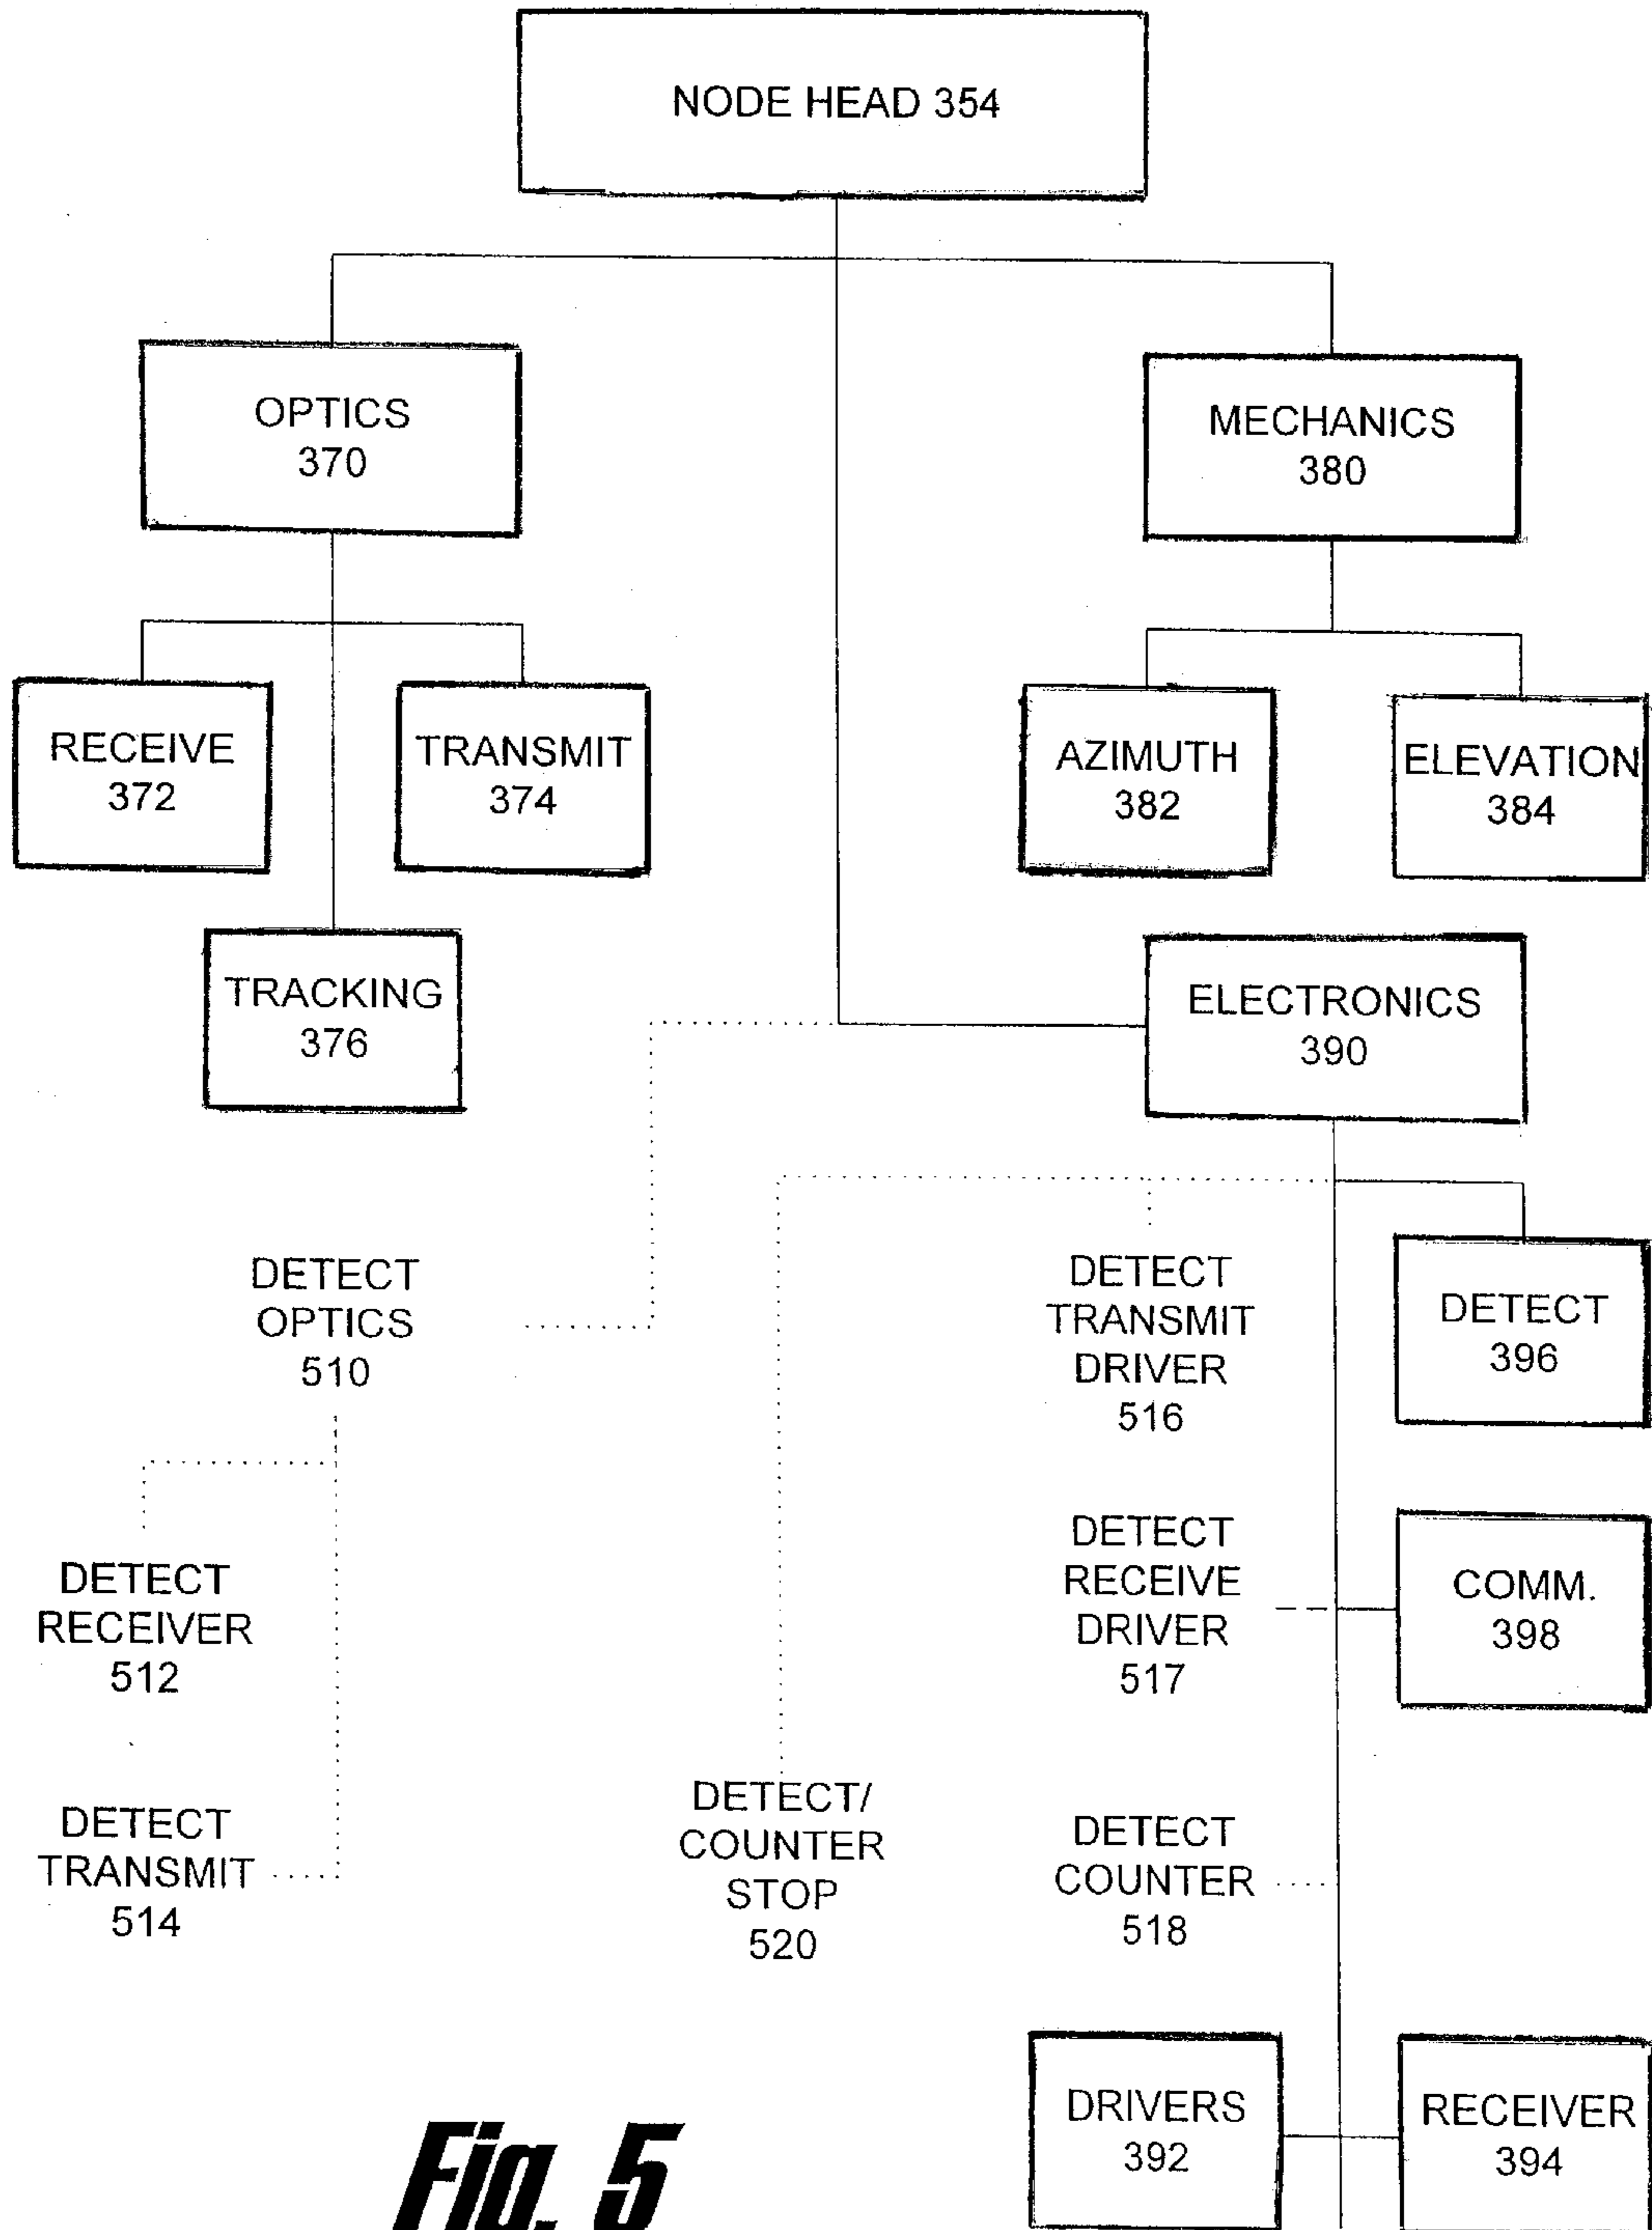 NODE HEAD 354
OPTICS
370
MECHANICS
380
RECEIVE
372
TRANSMIT
374
AZIMUTH
382
ELEVATION
384
TRACKING
376
ELECTRONICS
390
DETECT
OPTICS
510
DETECT
TRANSMIT
DRIVER
516
DETECT
396
DETECT
RECEIVER
512
DETECT
RECEIVE
DRIVER
517
COMM.
398
DETECT
TRANSMIT
514
DETECT/
COUNTER
STOP
520
DETECT
COUNTER
518
DRIVERS
392
RECEIVER
394
Fig. 5